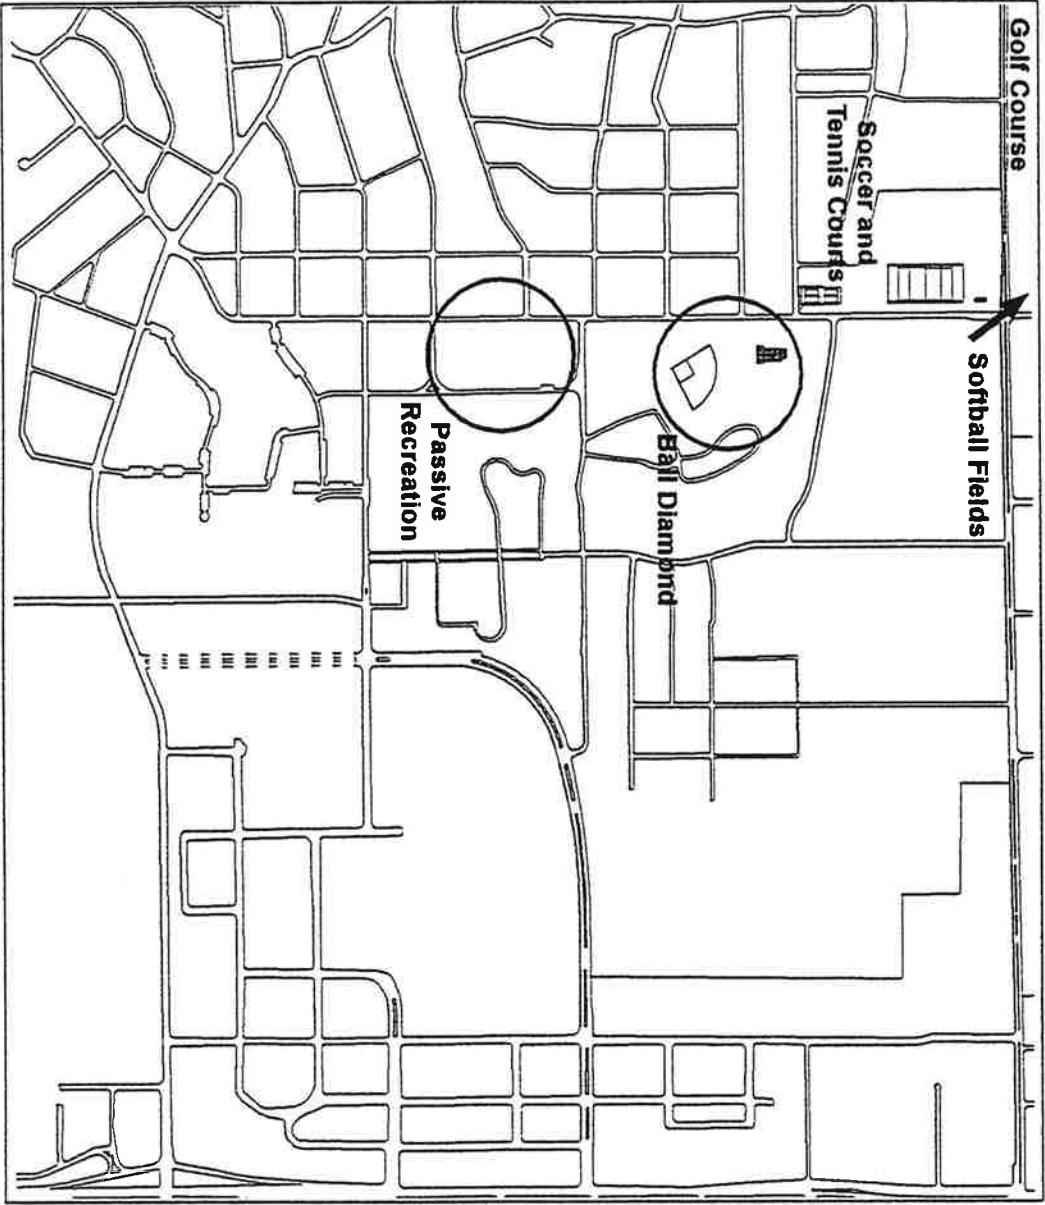 Golf Course
Softball Fields
Soccer and
Tennis Courts
Ball Diamond
Passive
Recreation